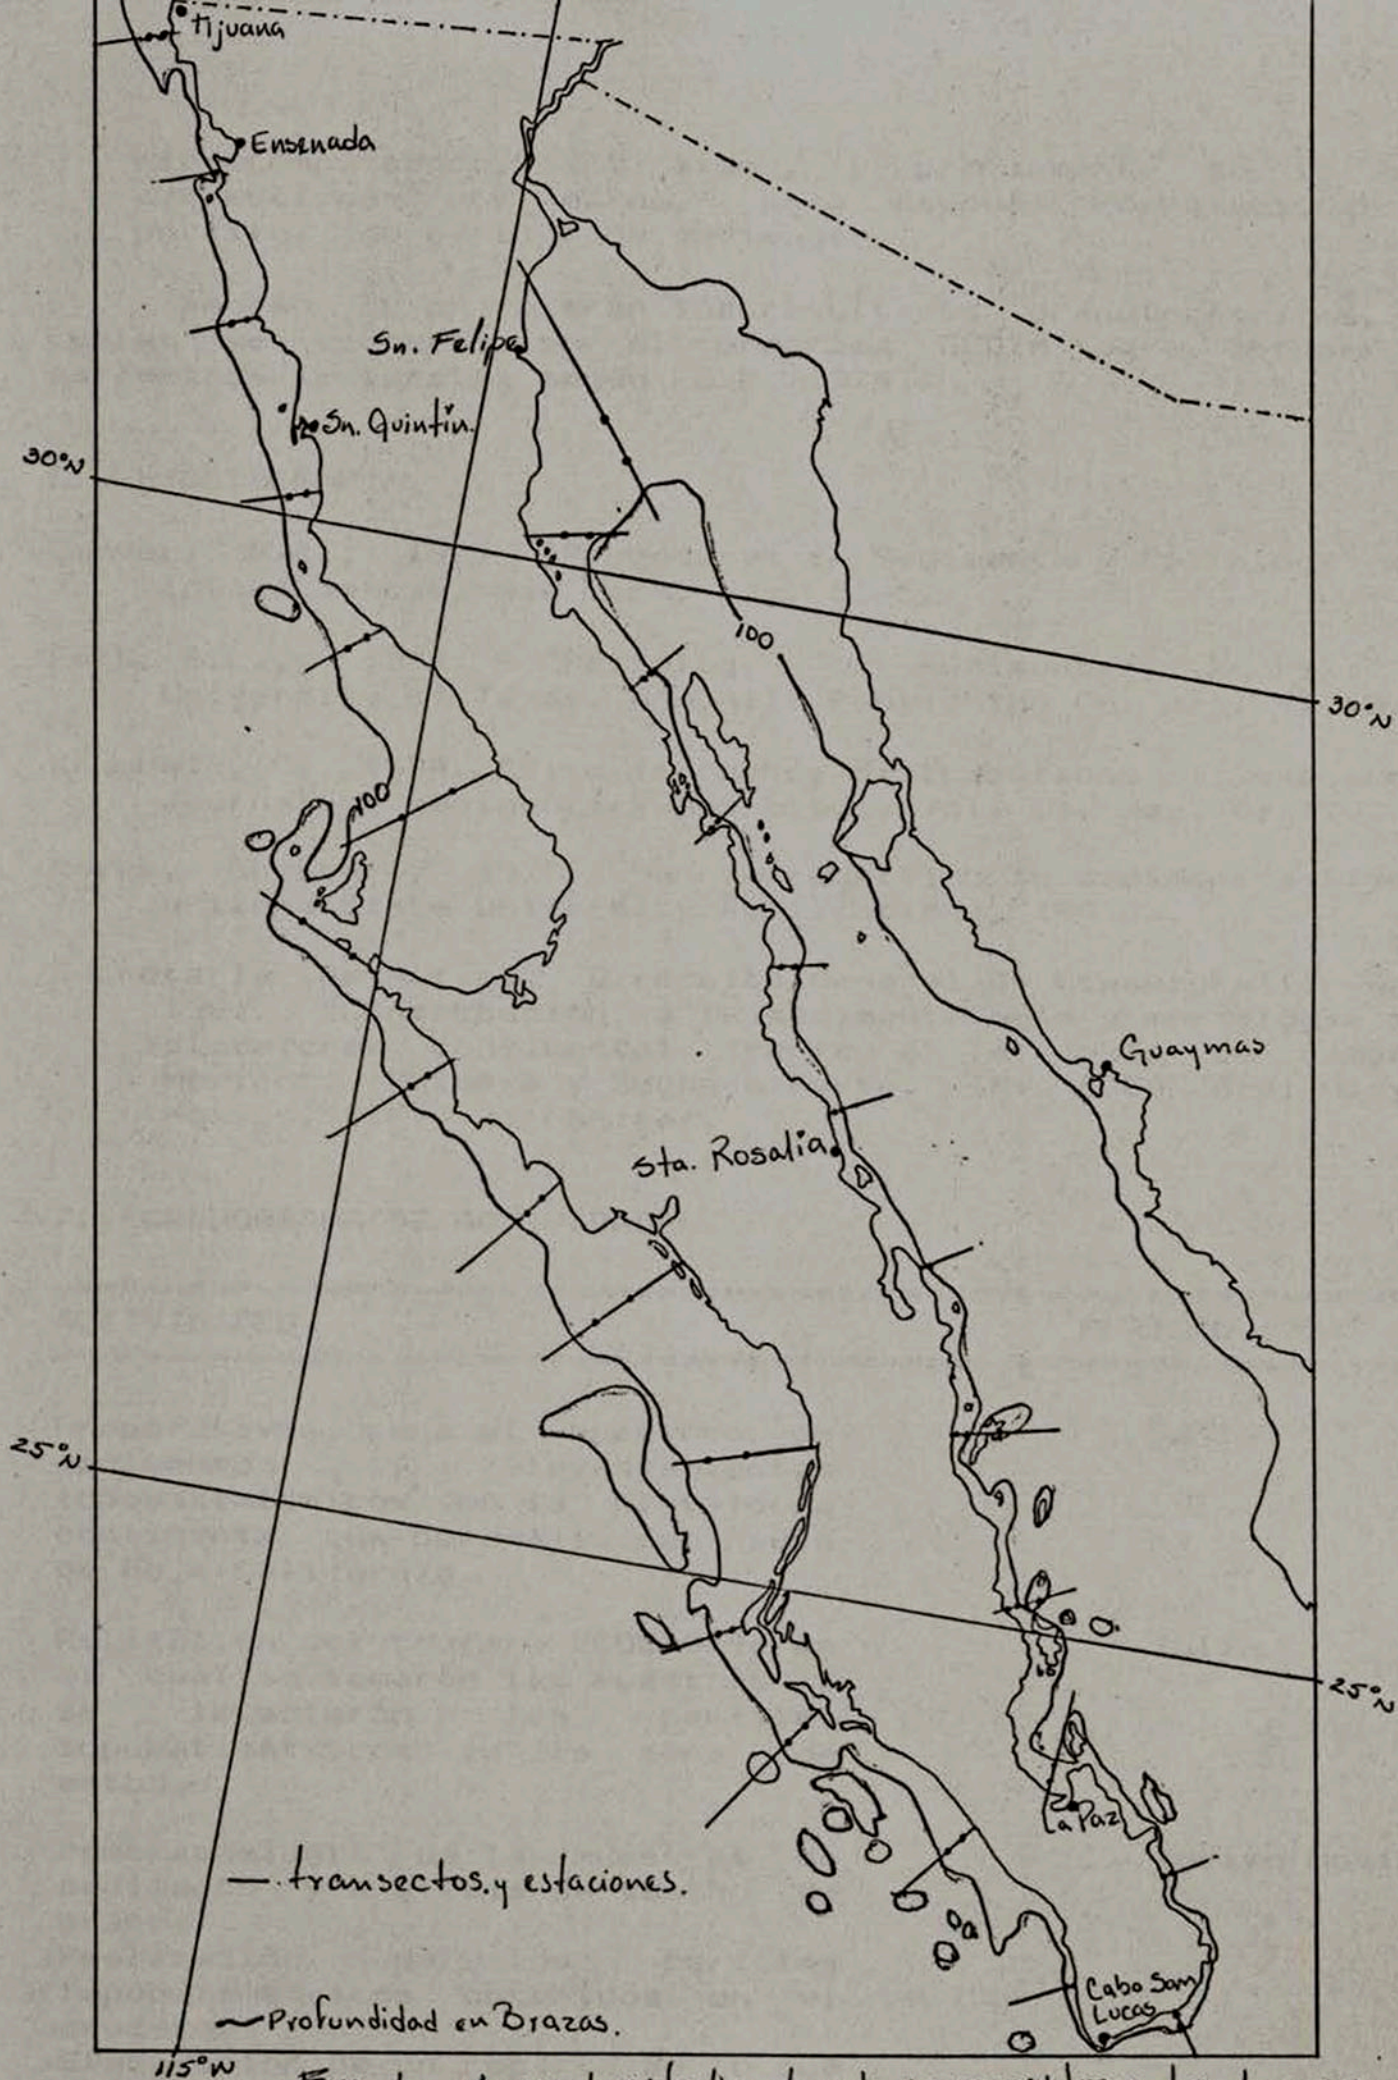 Tijuana
Ensenada
Sn. Felipe
Sn. Quintín.
30°N
100
30°N
100
Guaymas
Sta. Rosalía
25°N
25°N
La Paz
— . transectos y estaciones.
Cabo San
Lucas
~ Profundidad en Brazas.
115°W